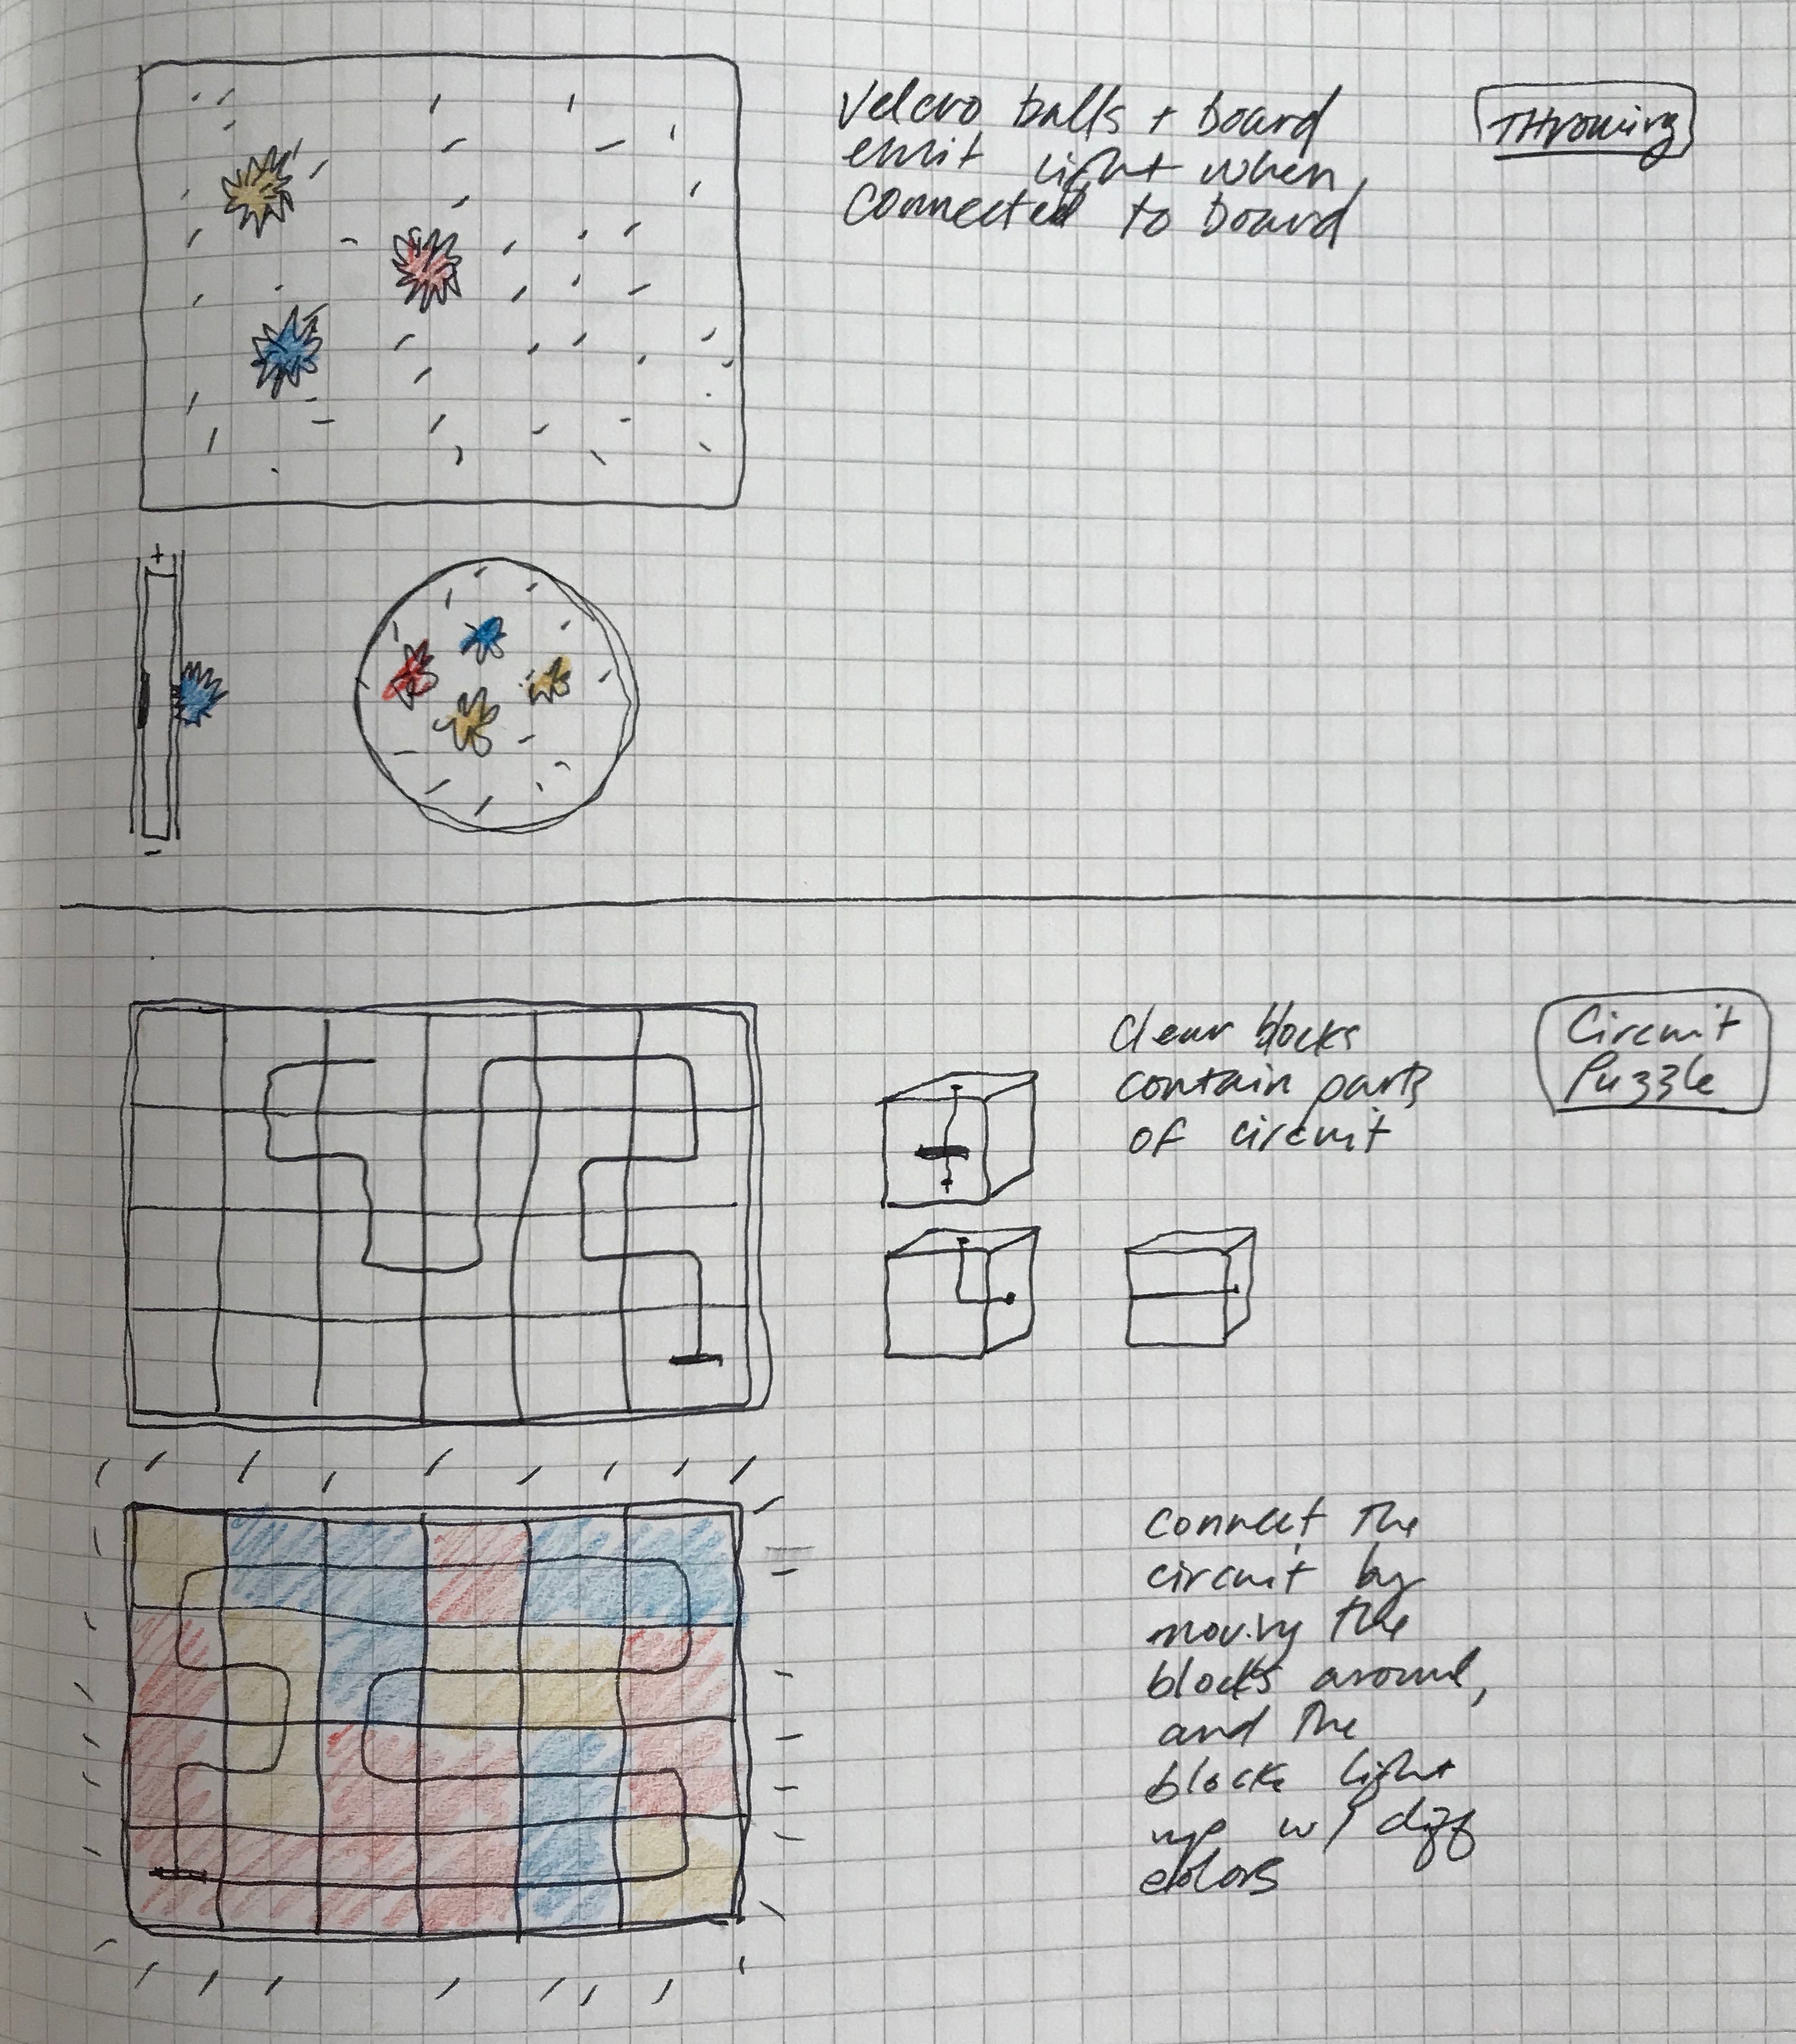 Velcro balls + board
emit light when
connected to board
THrowing
+
-
Clear blocks
contain parts
of circuit
Circuit
Puzzle
connect the
circuit by
moving the
blocks around,
and the
blocks light
up w/ diff
colors